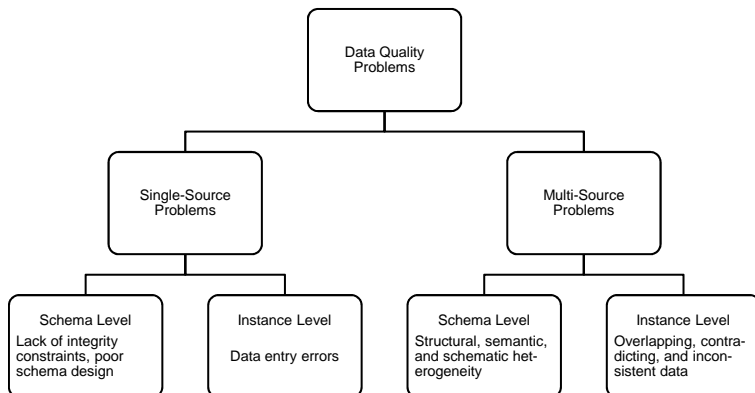 Data Quality
Problems
Single-Source
Problems
Multi-Source
Problems
Schema Level
Lack of integrity
constraints, poor
schema design
Instance Level
Data entry errors
Schema Level
Structural, semantic,
and schematic het-
erogeneity
Instance Level
Overlapping, contra-
dicting, and incon-
sistent data